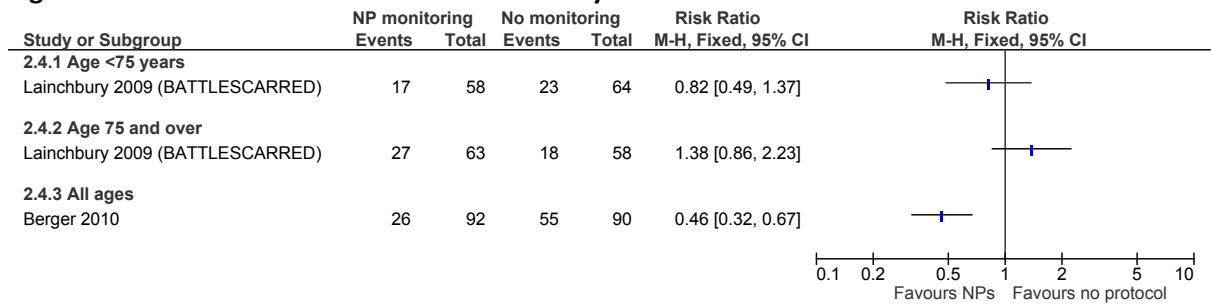 NP monitoring No monitoring Risk Ratio Risk Ratio
Study or Subgroup Events Total Events Total M-H, Fixed, 95% CI M-H, Fixed, 95% CI
2.4.1 Age <75 years
Lainchbury 2009 (BATTLESCARRED) 17 58 23 64 0.82 [0.49, 1.37]
2.4.2 Age 75 and over
Lainchbury 2009 (BATTLESCARRED) 27 63 18 58 1.38 [0.86, 2.23]
2.4.3 All ages
Berger 2010 26 92 55 90 0.46 [0.32, 0.67]
0.1 0.2 0.5 1 2 5 10
Favours NPs Favours no protocol